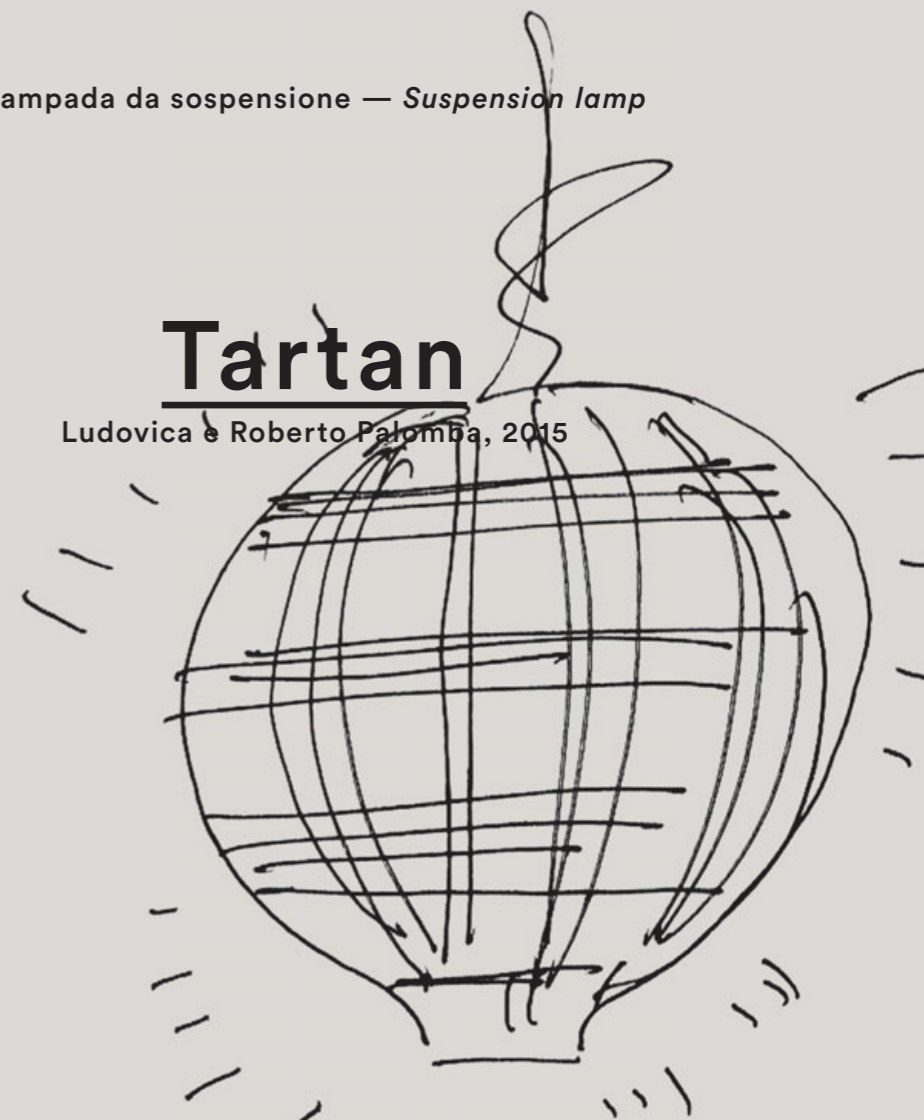 ampada da sospensione — Suspension lamp
Tartan
Ludovica e Roberto Palomba, 2015